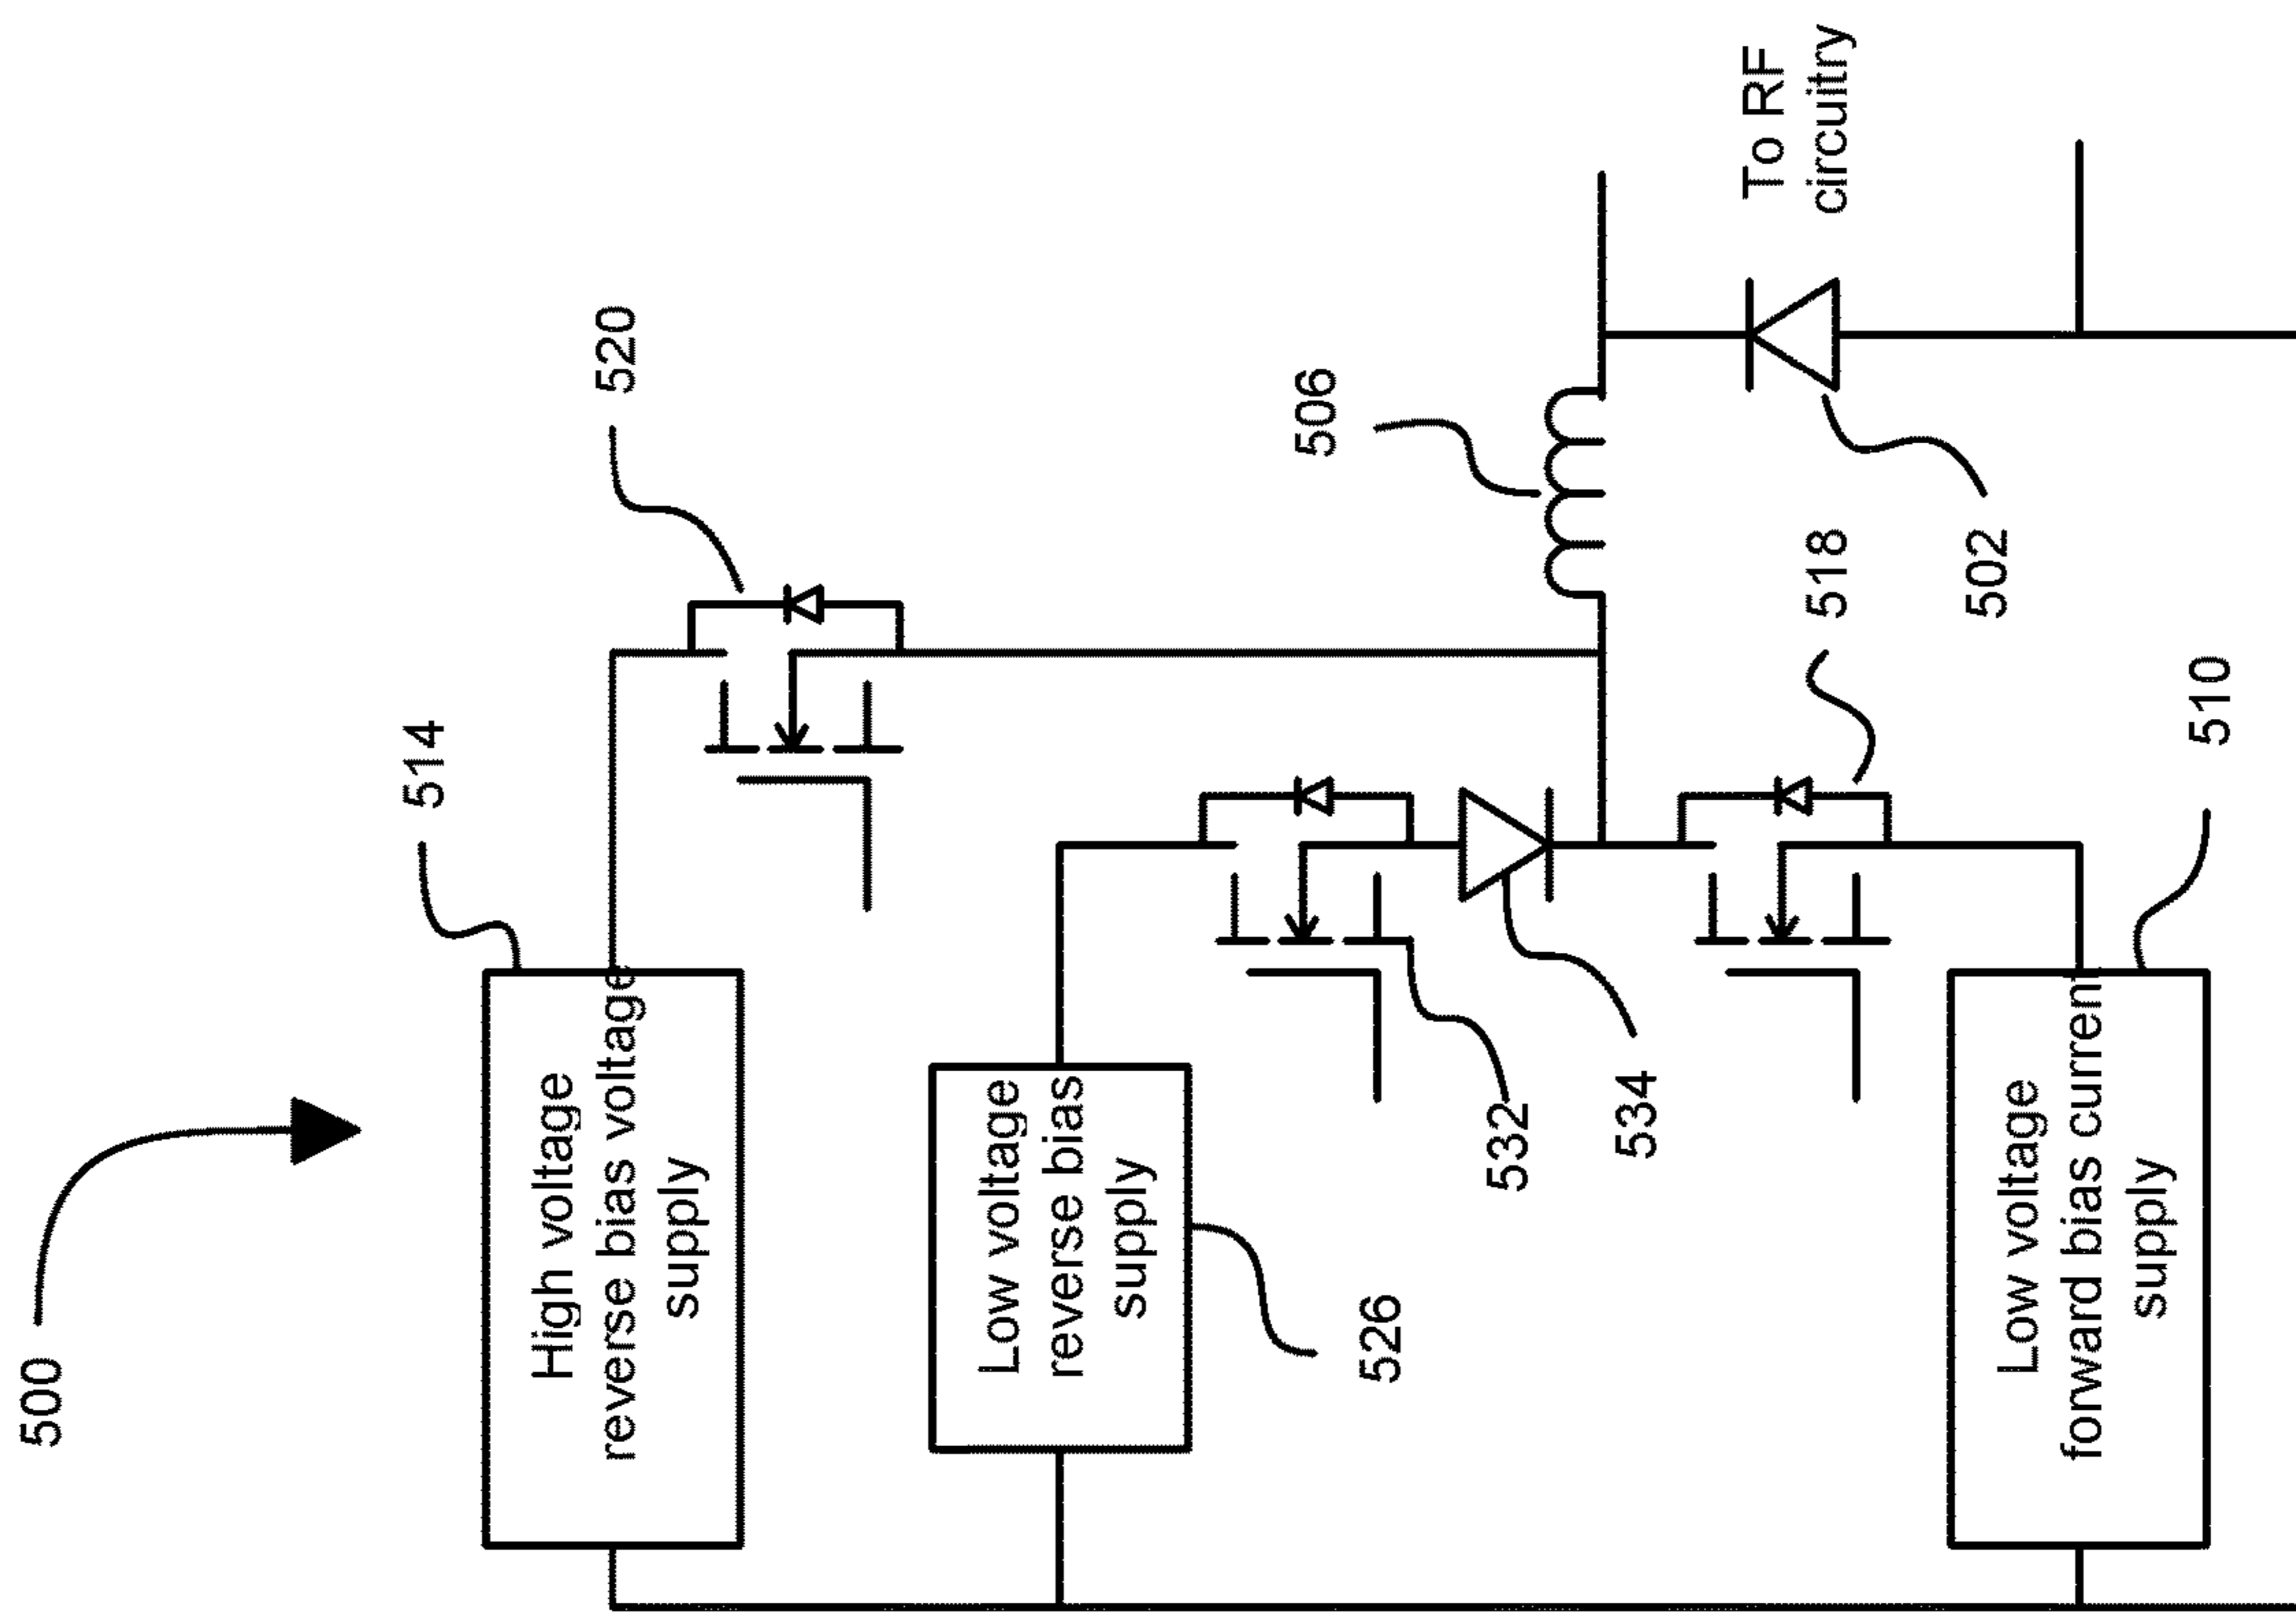 500
514
High voltage
reverse bias voltage
supply
520
Low voltage
reverse bias
supply
526
532
534
506
To RF
circuitry
502
518
510
Low voltage
forward bias current
supply